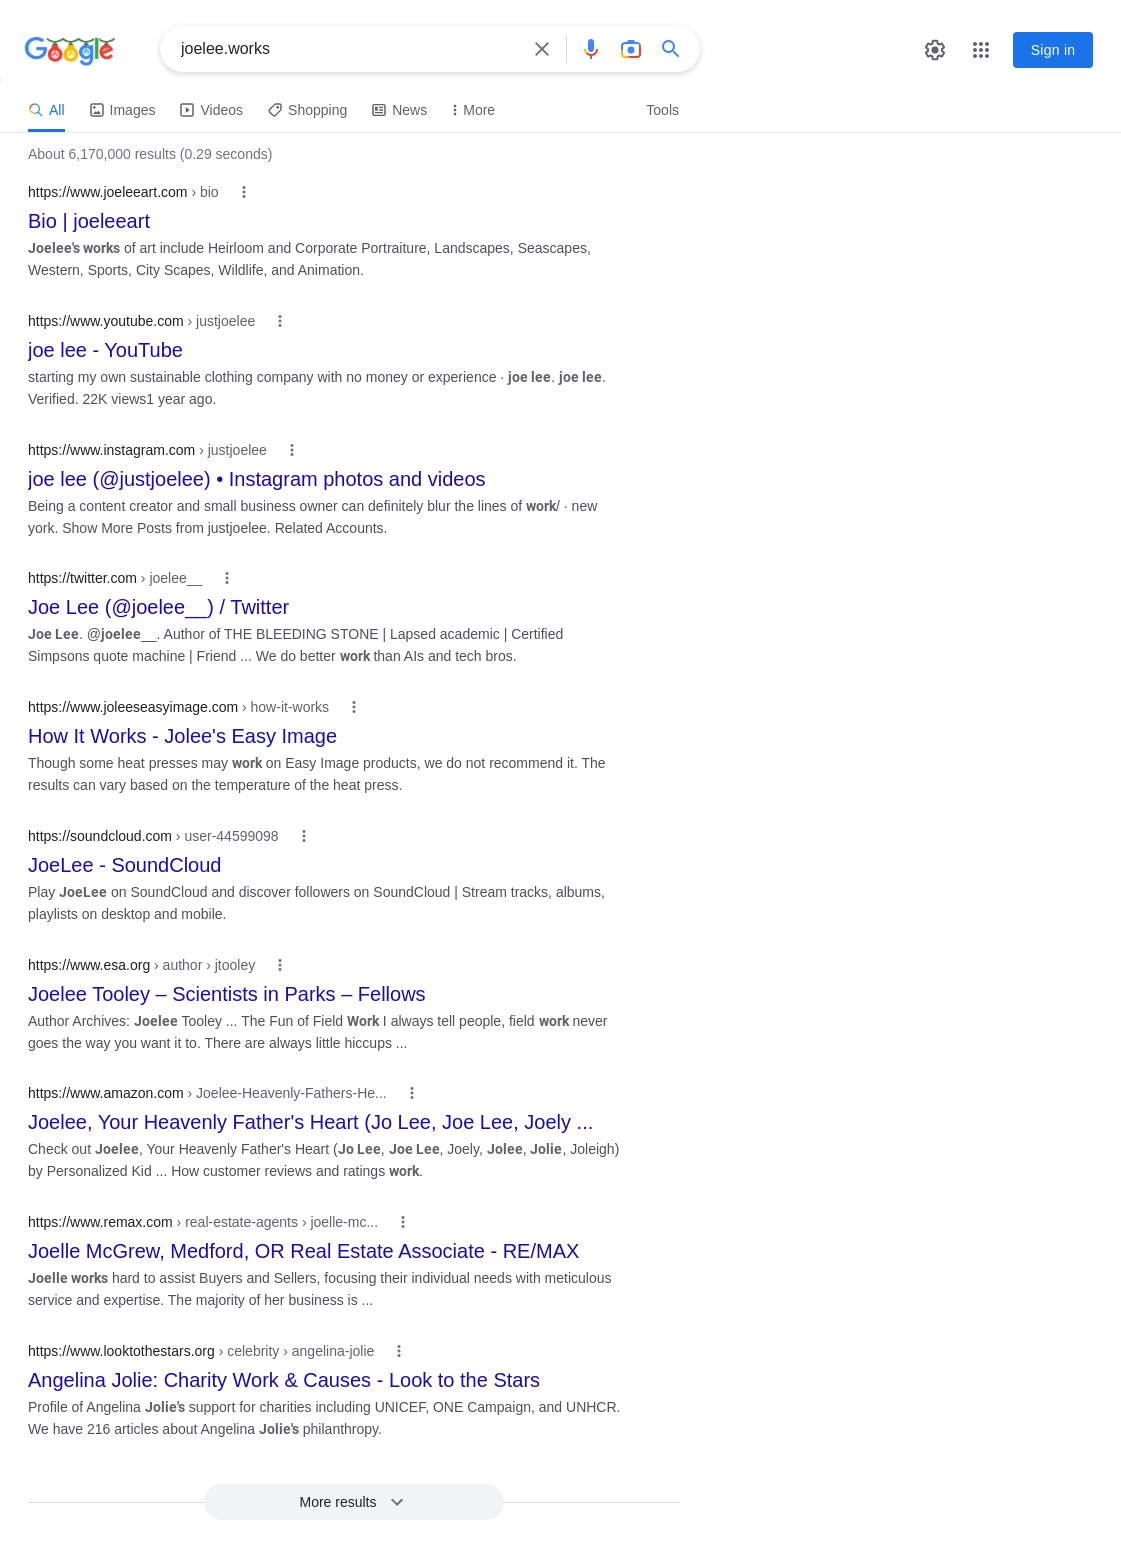 Google
joelee.works
Sign in
All Images Videos Shopping News More Tools
About 6,170,000 results (0.29 seconds)
https://www.joeleeart.com › bio
Bio | joeleeart
Joelee's works of art include Heirloom and Corporate Portraiture, Landscapes, Seascapes,
Western, Sports, City Scapes, Wildlife, and Animation.
https://www.youtube.com › justjoelee
joe lee - YouTube
starting my own sustainable clothing company with no money or experience · joe lee. joe lee.
Verified. 22K views1 year ago.
https://www.instagram.com › justjoelee
joe lee (@justjoelee) • Instagram photos and videos
Being a content creator and small business owner can definitely blur the lines of work/ · new
york. Show More Posts from justjoelee. Related Accounts.
https://twitter.com › joelee__
Joe Lee (@joelee__) / Twitter
Joe Lee. @joelee__. Author of THE BLEEDING STONE | Lapsed academic | Certified
Simpsons quote machine | Friend ... We do better work than AIs and tech bros.
https://www.joleeseasyimage.com › how-it-works
How It Works - Jolee's Easy Image
Though some heat presses may work on Easy Image products, we do not recommend it. The
results can vary based on the temperature of the heat press.
https://soundcloud.com › user-44599098
JoeLee - SoundCloud
Play JoeLee on SoundCloud and discover followers on SoundCloud | Stream tracks, albums,
playlists on desktop and mobile.
https://www.esa.org › author › jtooley
Joelee Tooley – Scientists in Parks – Fellows
Author Archives: Joelee Tooley ... The Fun of Field Work I always tell people, field work never
goes the way you want it to. There are always little hiccups ...
https://www.amazon.com › Joelee-Heavenly-Fathers-He...
Joelee, Your Heavenly Father's Heart (Jo Lee, Joe Lee, Joely ...
Check out Joelee, Your Heavenly Father's Heart (Jo Lee, Joe Lee, Joely, Jolee, Jolie, Joleigh)
by Personalized Kid ... How customer reviews and ratings work.
https://www.remax.com › real-estate-agents › joelle-mc...
Joelle McGrew, Medford, OR Real Estate Associate - RE/MAX
Joelle works hard to assist Buyers and Sellers, focusing their individual needs with meticulous
service and expertise. The majority of her business is ...
https://www.looktothestars.org › celebrity › angelina-jolie
Angelina Jolie: Charity Work & Causes - Look to the Stars
Profile of Angelina Jolie's support for charities including UNICEF, ONE Campaign, and UNHCR.
We have 216 articles about Angelina Jolie's philanthropy.
More results